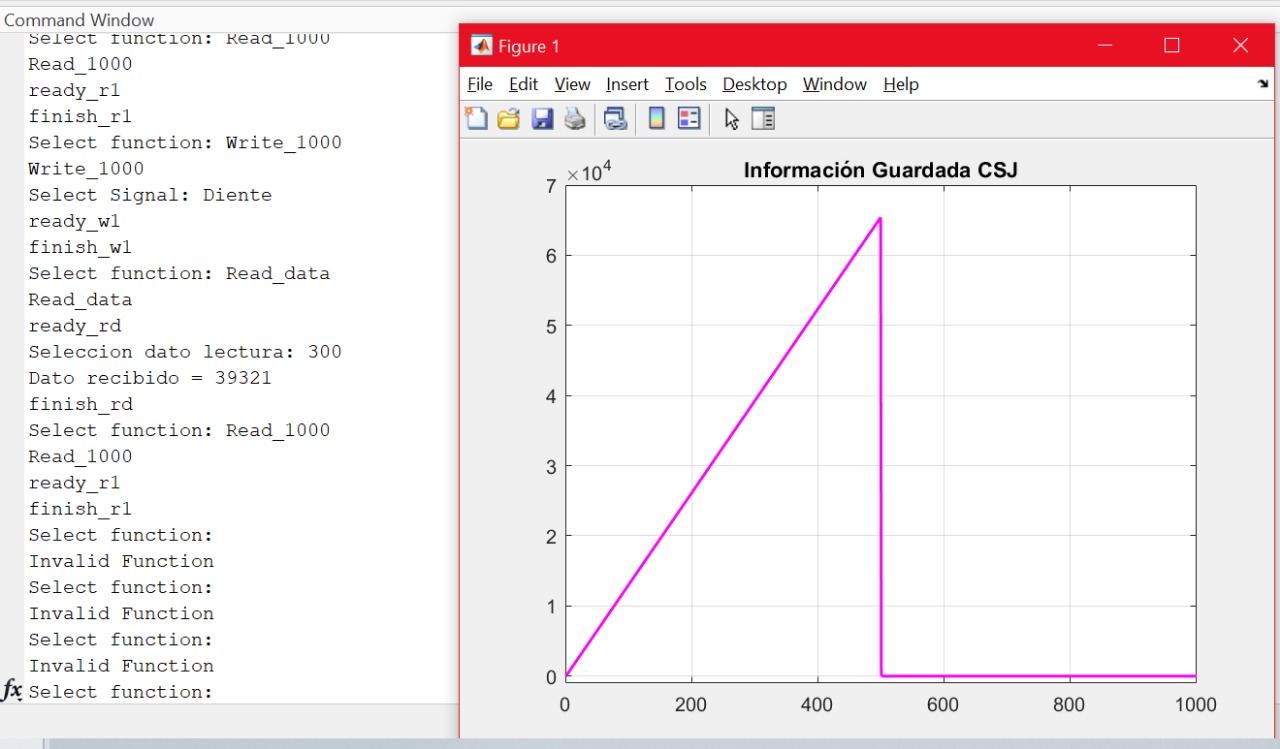 Command Window
Select function: Read_1000
Read_1000
ready_r1
finish_r1
Select function: Write_1000
Write_1000
Select Signal: Diente
ready_w1
finish_w1
Select function: Read_data
Read_data
ready_rd
Seleccion dato lectura: 300
Dato recibido = 39321
finish_rd
Select function: Read_1000
Read_1000
ready_r1
finish_r1
Select function:
Invalid Function
Select function:
Invalid Function
Select function:
Invalid Function
fx Select function:
Figure 1
File Edit View Insert Tools Desktop Window Help
Información Guardada CSJ
×10^4
7
6
5
4
3
2
1
0
0 200 400 600 800 1000